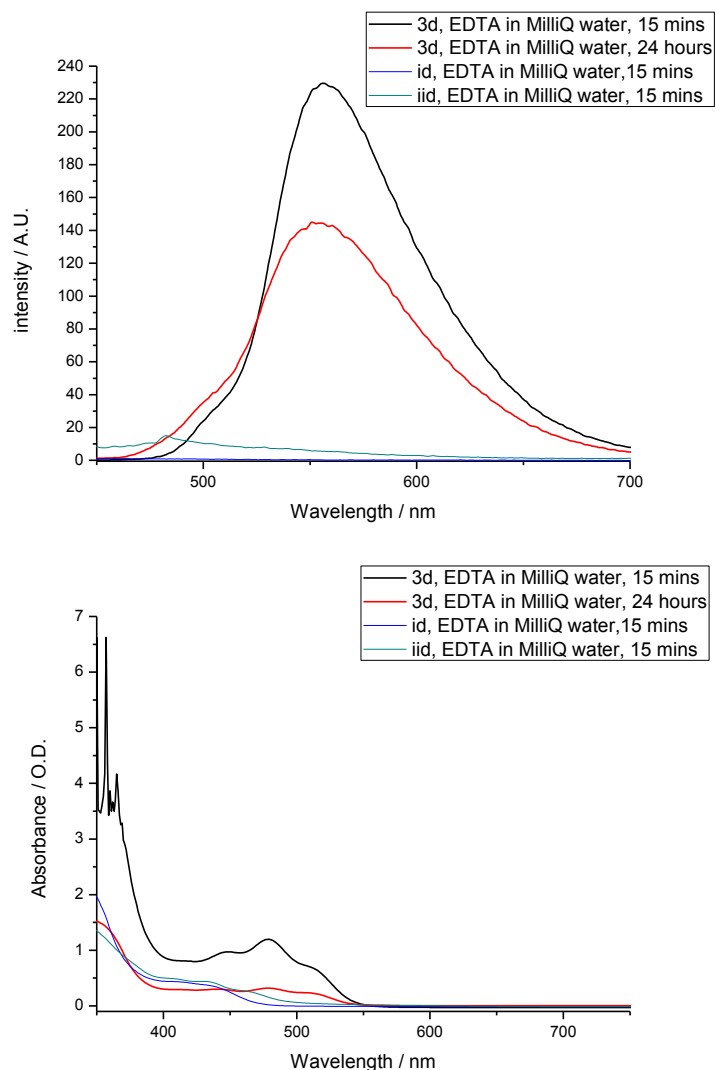 3d, EDTA in MilliQ water, 15 mins
3d, EDTA in MilliQ water, 24 hours
id, EDTA in MilliQ water,15 mins
iid, EDTA in MilliQ water, 15 mins
240
220
200
180
160
140
120
100
80
60
40
20
0
intensity / A.U.
500
600
700
Wavelength / nm
3d, EDTA in MilliQ water, 15 mins
3d, EDTA in MilliQ water, 24 hours
id, EDTA in MilliQ water,15 mins
iid, EDTA in MilliQ water, 15 mins
7
6
5
4
3
2
1
0
Absorbance / O.D.
400
500
600
700
Wavelength / nm